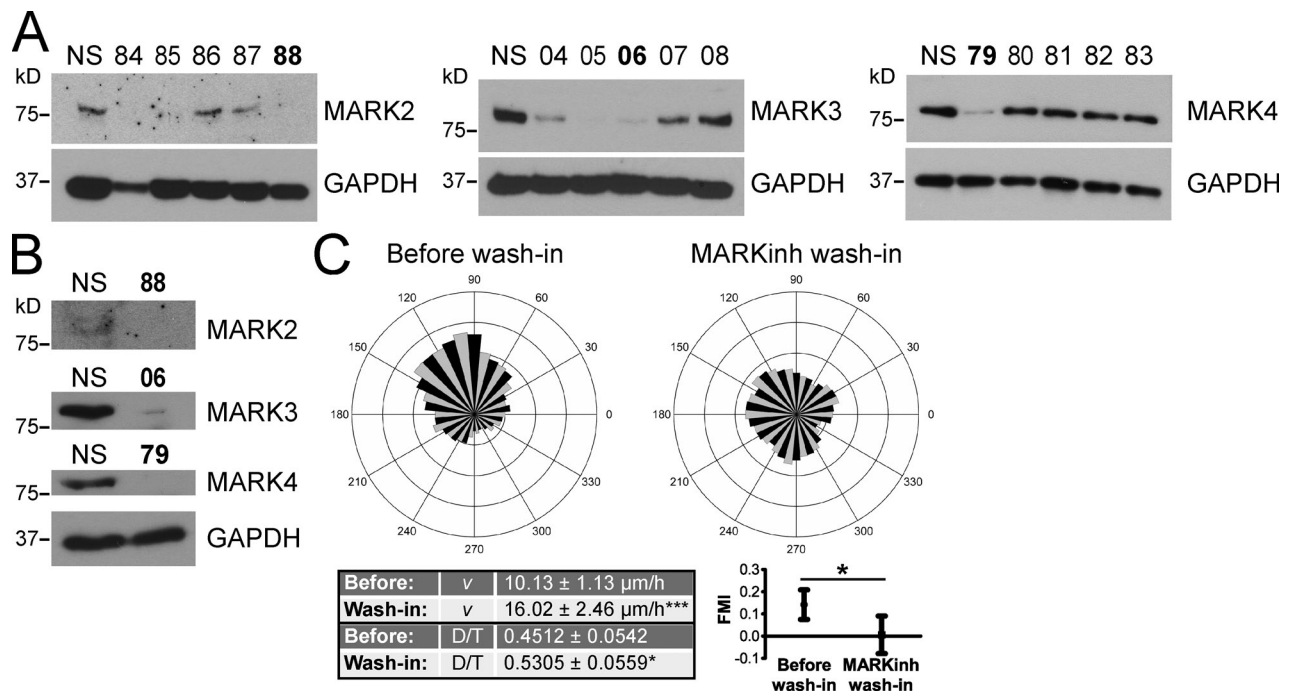 A
NS 84 85 86 87 88
kD
75–
MARK2
37–
GAPDH
NS 04 05 06 07 08
kD
75–
MARK3
37–
GAPDH
NS 79 80 81 82 83
kD
75–
MARK4
37–
GAPDH
B
NS 88
kD
75–
MARK2
NS 06
75–
MARK3
NS 79
75–
MARK4
37–
GAPDH
C
Before wash-in
90
120 60
150 30
180 0
210 330
240 300
270
MARKinh wash-in
90
120 60
150 30
180 0
210 330
240 300
270
Before: v 10.13 ± 1.13 µm/h
Wash-in: v 16.02 ± 2.46 µm/h***
Before: D/T 0.4512 ± 0.0542
Wash-in: D/T 0.5305 ± 0.0559*
FMI
0.3
0.2
0.1
0.0
-0.1
*
Before MARKinh
wash-in wash-in